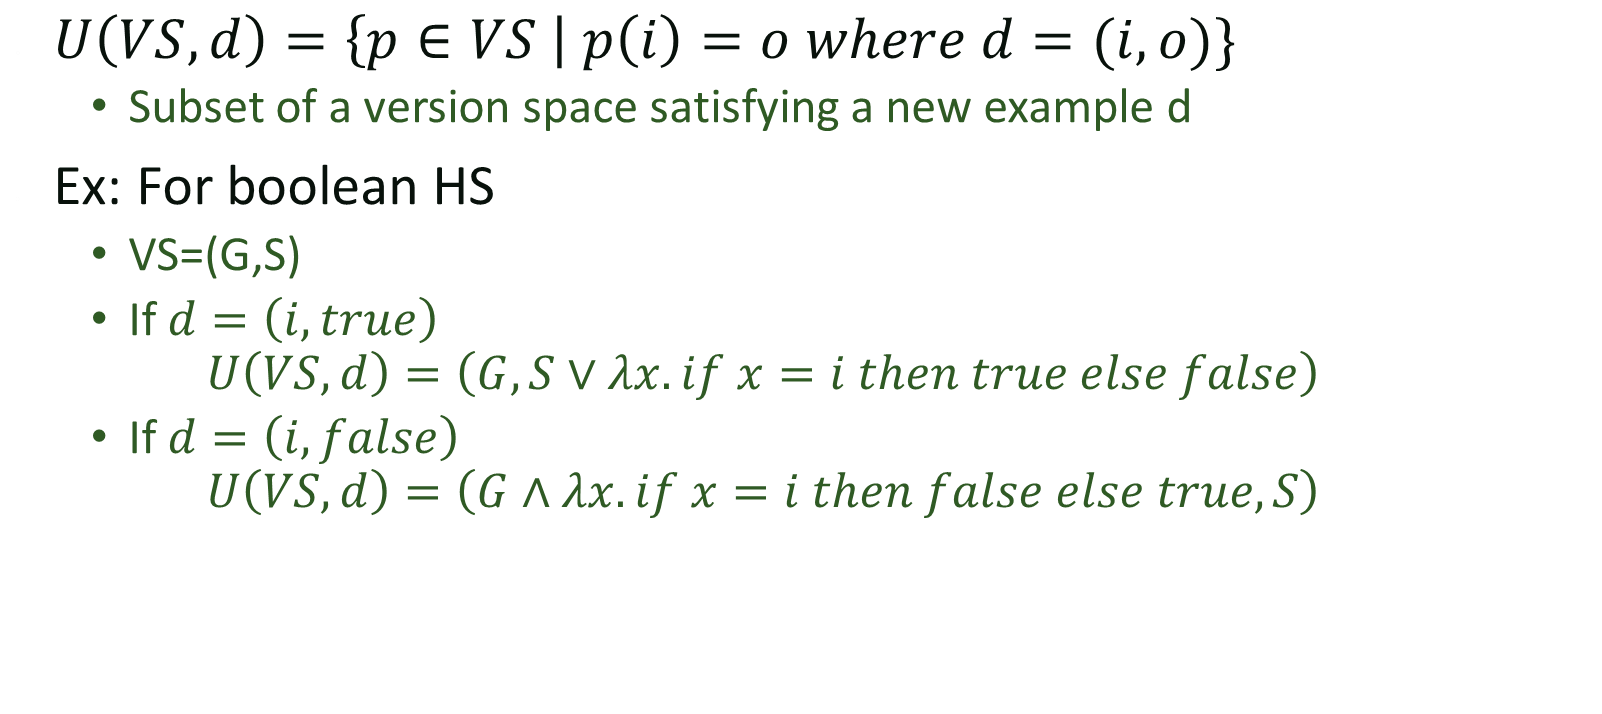 U(VS, d) = {p ∈ VS | p(i) = o where d = (i, o)}
• Subset of a version space satisfying a new example d
Ex: For boolean HS
• VS=(G,S)
• If d = (i, true)
U(VS, d) = (G, S ∨ λx. if x = i then true else false)
• If d = (i, false)
U(VS, d) = (G ∧ λx. if x = i then false else true, S)